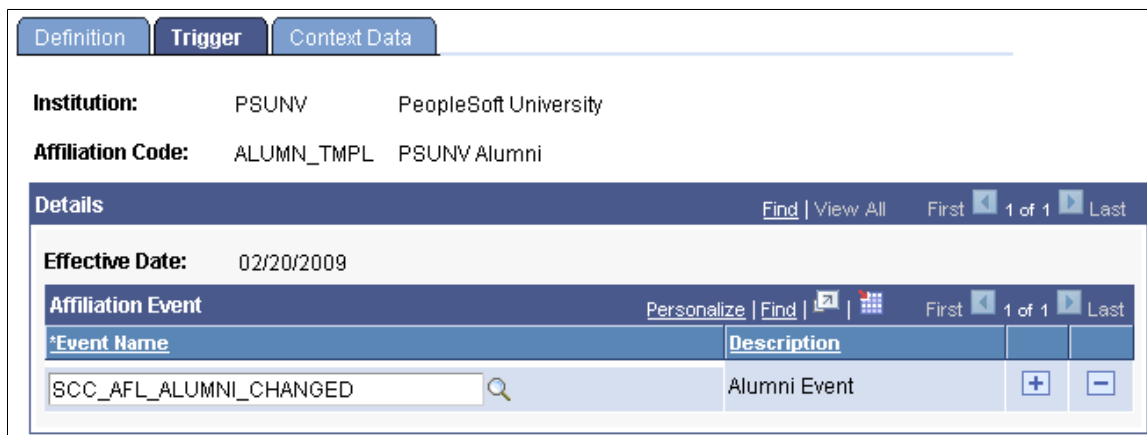 Definition Trigger Context Data
Institution: PSUNV PeopleSoft University
Affiliation Code: ALUMN_TMPL PSUNV Alumni
Details Find | View All First 1 of 1 Last
Effective Date: 02/20/2009
Affiliation Event Personalize | Find | | First 1 of 1 Last
*Event Name Description
SCC_AFL_ALUMNI_CHANGED Alumni Event